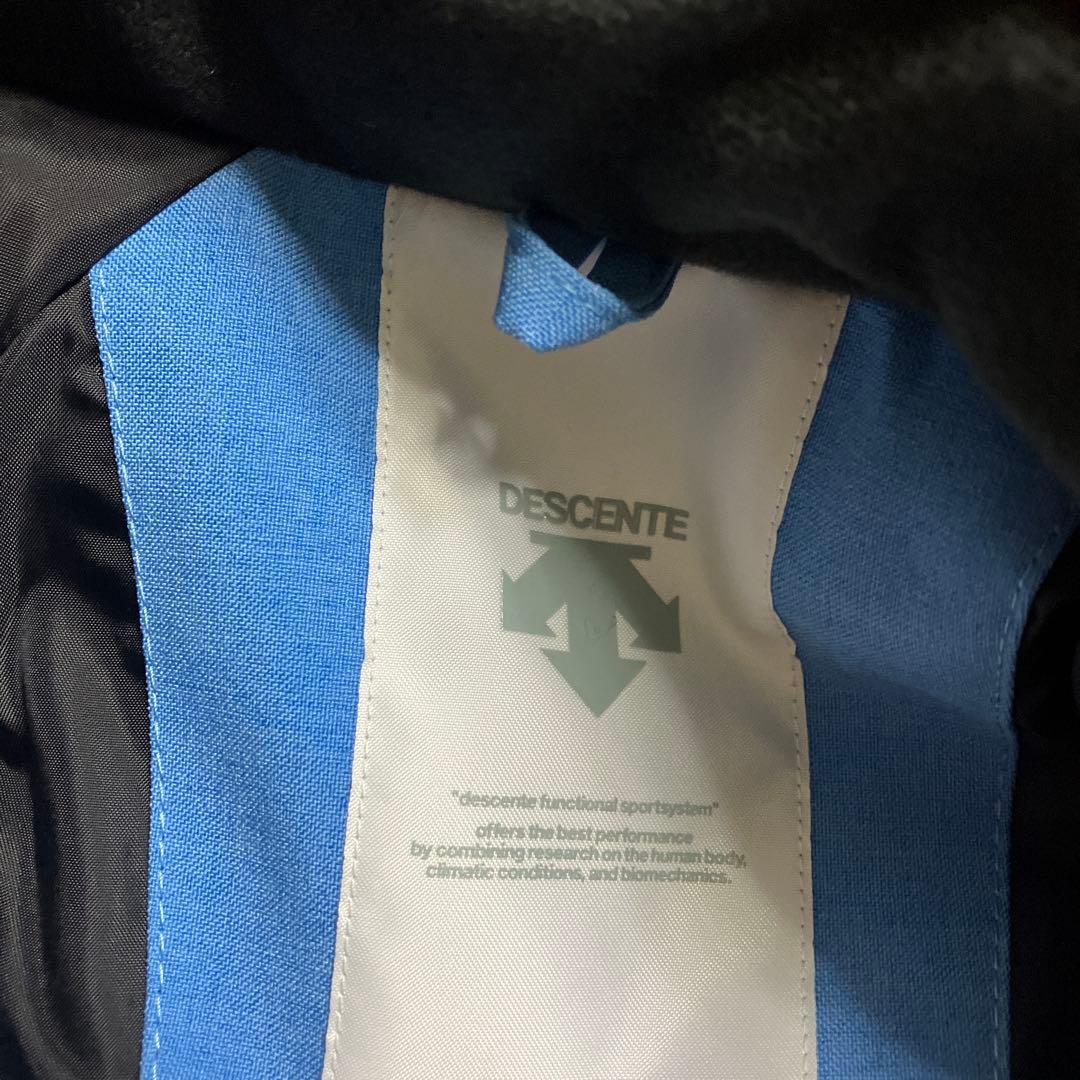 DESCENTE
"descente functional sportsystem"
offers the best performance
by combining research on the human body,
climatic conditions, and biomechanics.